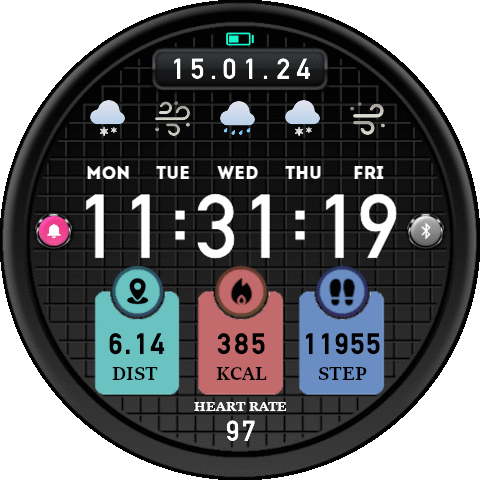 15.01.24
MON TUE WED THU FRI
11:31:19
6.14 385 11955
DIST KCAL STEP
HEART RATE
97